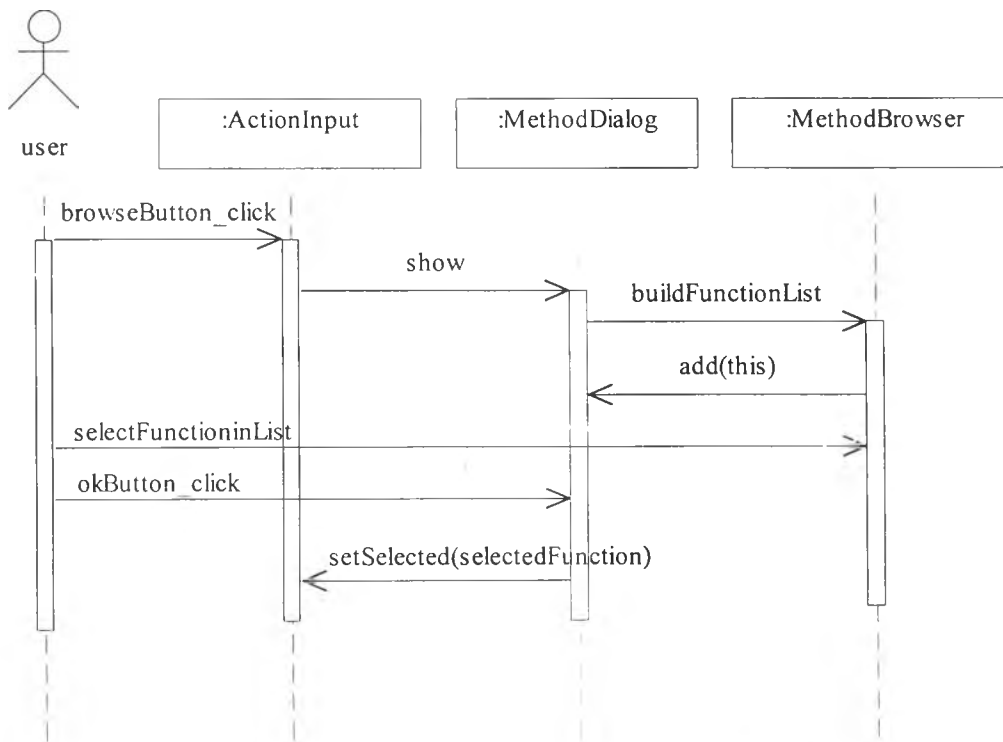 user
:ActionInput
:MethodDialog
:MethodBrowser
browseButton_click
show
buildFunctionList
add(this)
selectFunctioninList
okButton_click
setSelected(selectedFunction)